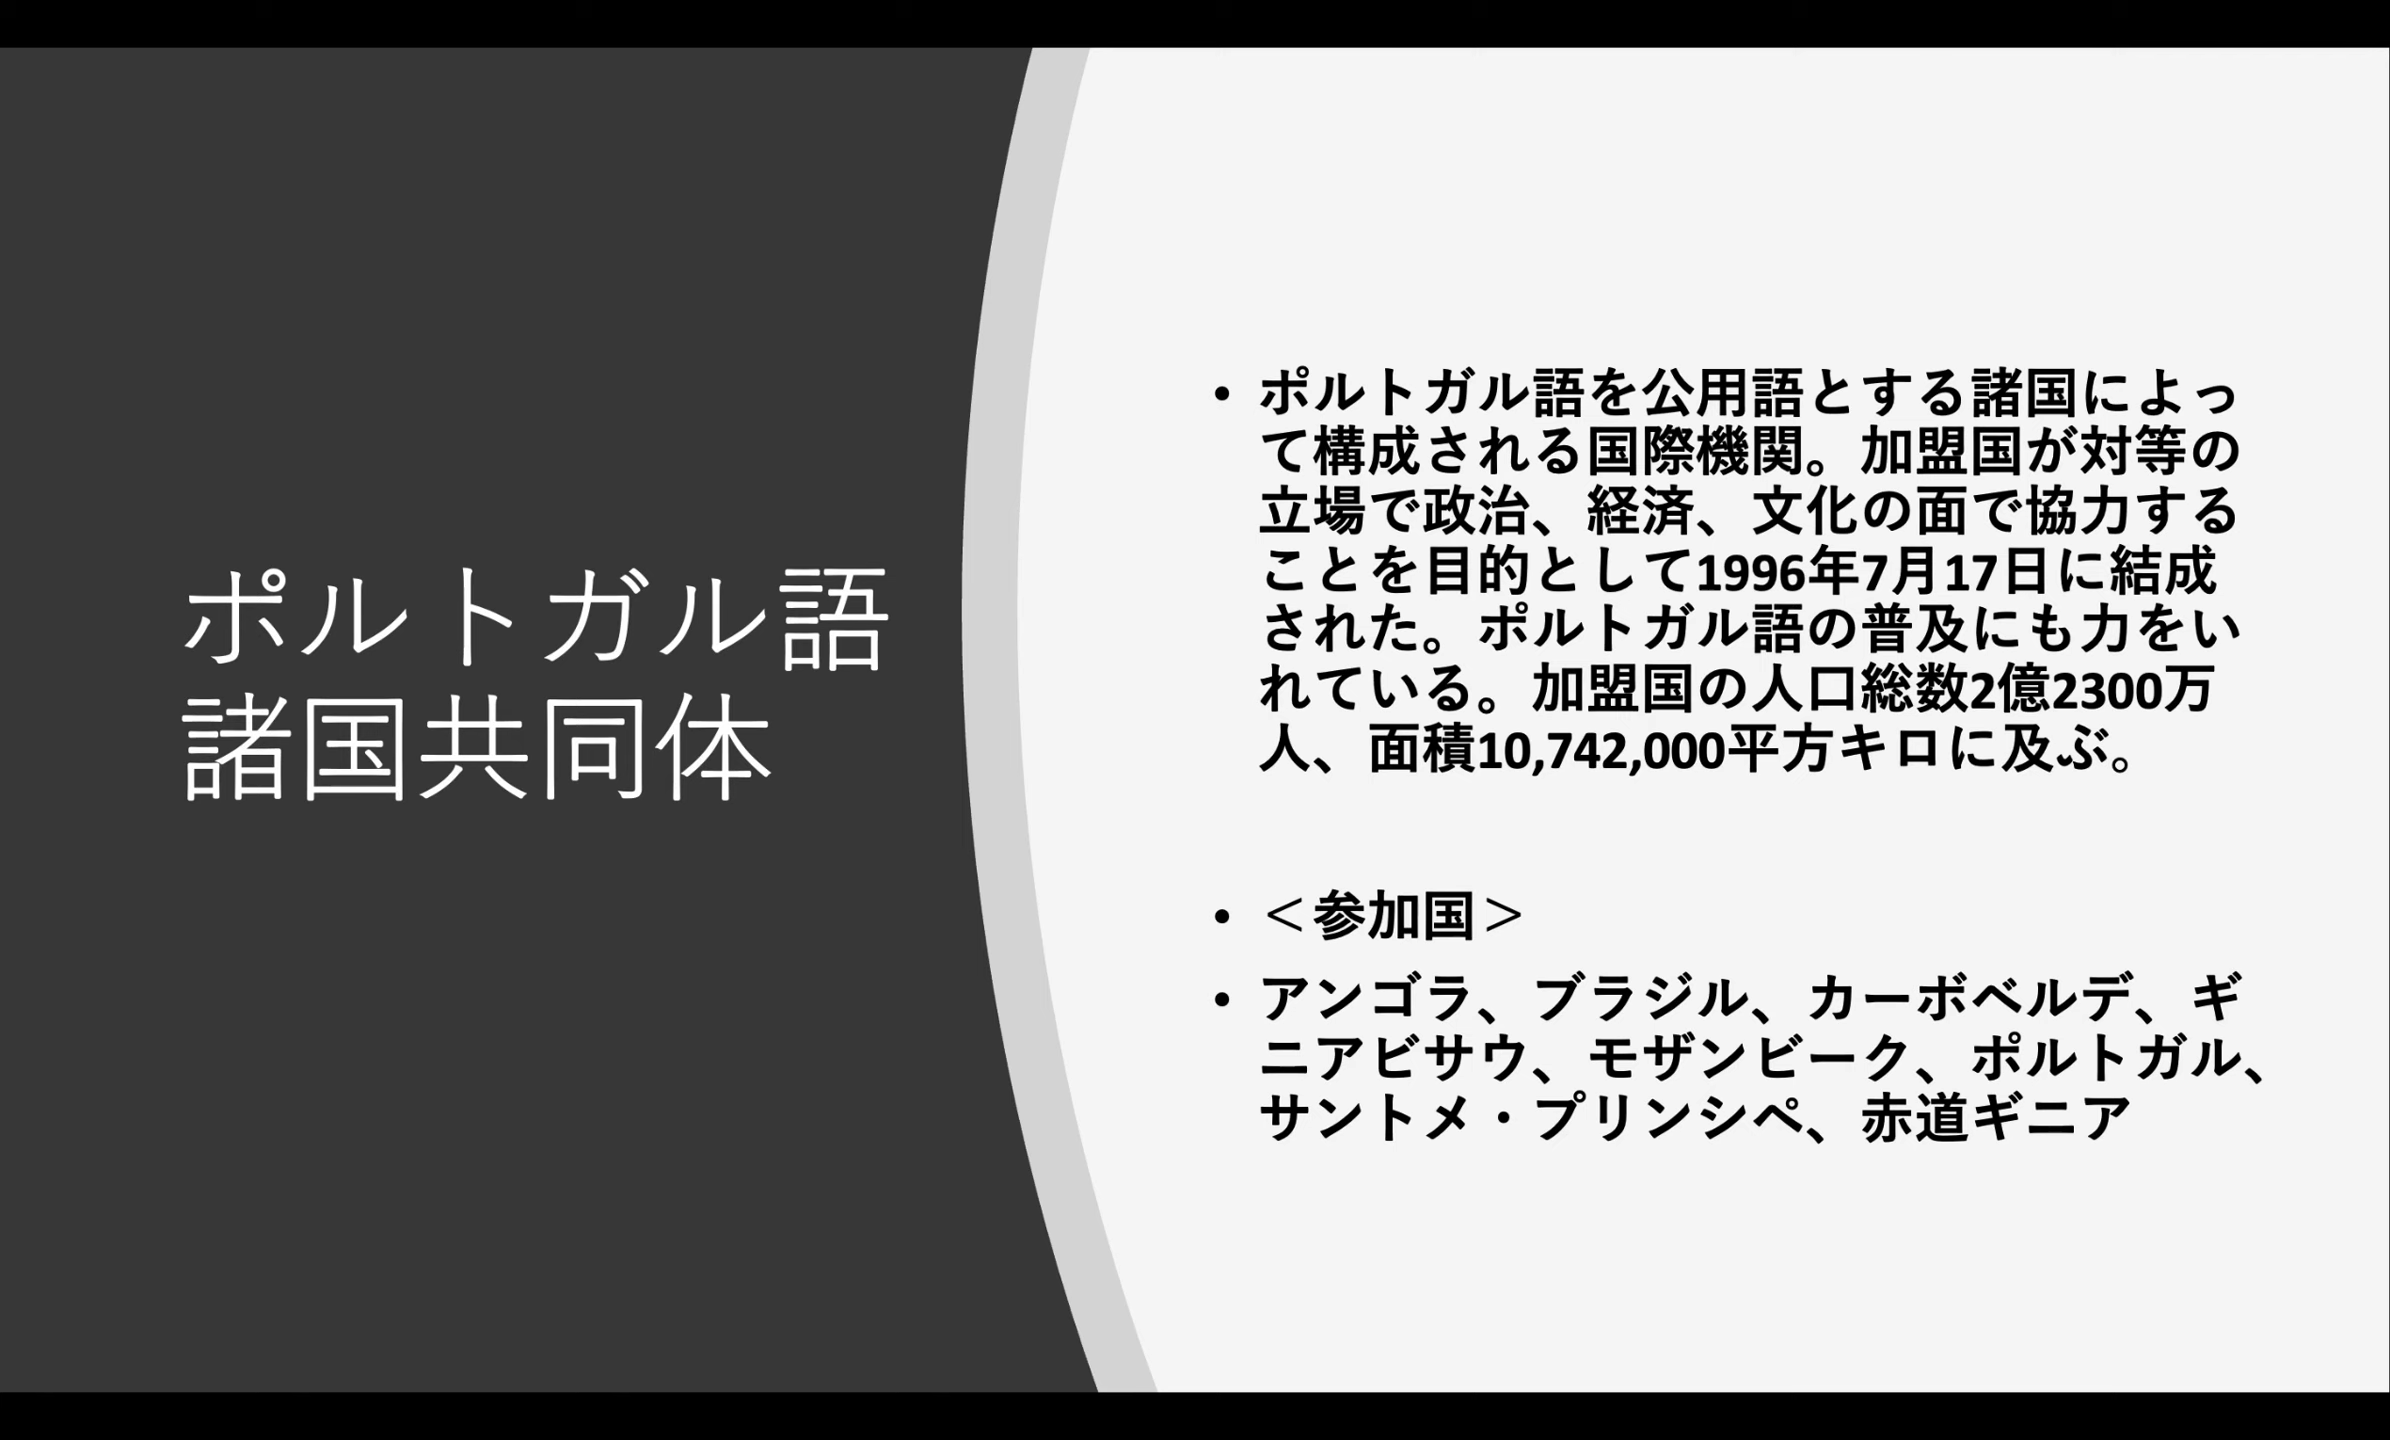 ポルトガル語
諸国共同体
• ポルトガル語を公用語とする諸国によっ
て構成される国際機関。加盟国が対等の
立場で政治、経済、文化の面で協力する
ことを目的として1996年7月17日に結成
された。ポルトガル語の普及にも力をい
れている。加盟国の人口総数2億2300万
人、面積10,742,000平方キロに及ぶ。
• ＜参加国＞
• アンゴラ、ブラジル、カーボベルデ、ギ
ニアビサウ、モザンビーク、ポルトガル、
サントメ・プリンシペ、赤道ギニア